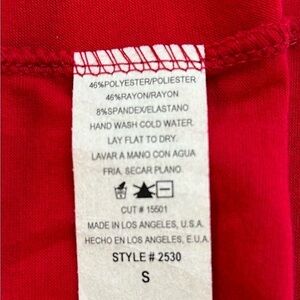 46%POLYESTER/POLIESTER
46%RAYON/RAYON
8%SPANDEX/ELASTANO
HAND WASH COLD WATER.
LAY FLAT TO DRY.
LAVAR A MANO CON AGUA
FRIA, SECAR PLANO.
CUT # 15501
MADE IN LOS ANGELES, U.S.A.
HECHO EN LOS ANGELES, E.U.A.
STYLE # 2530
S